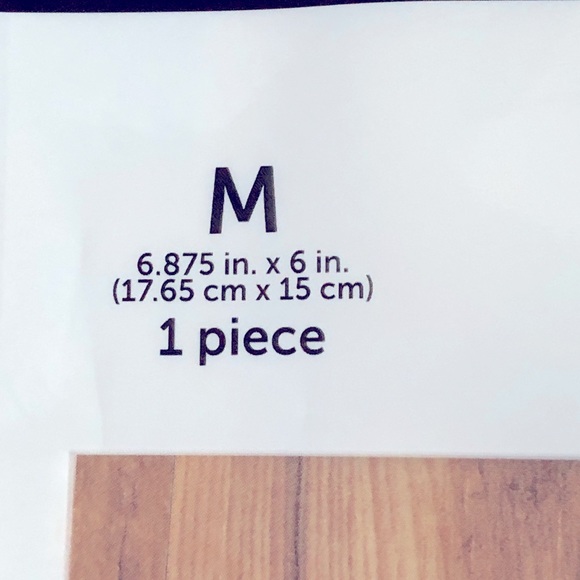 M
6.875 in. x 6 in.
(17.65 cm x 15 cm)
1 piece